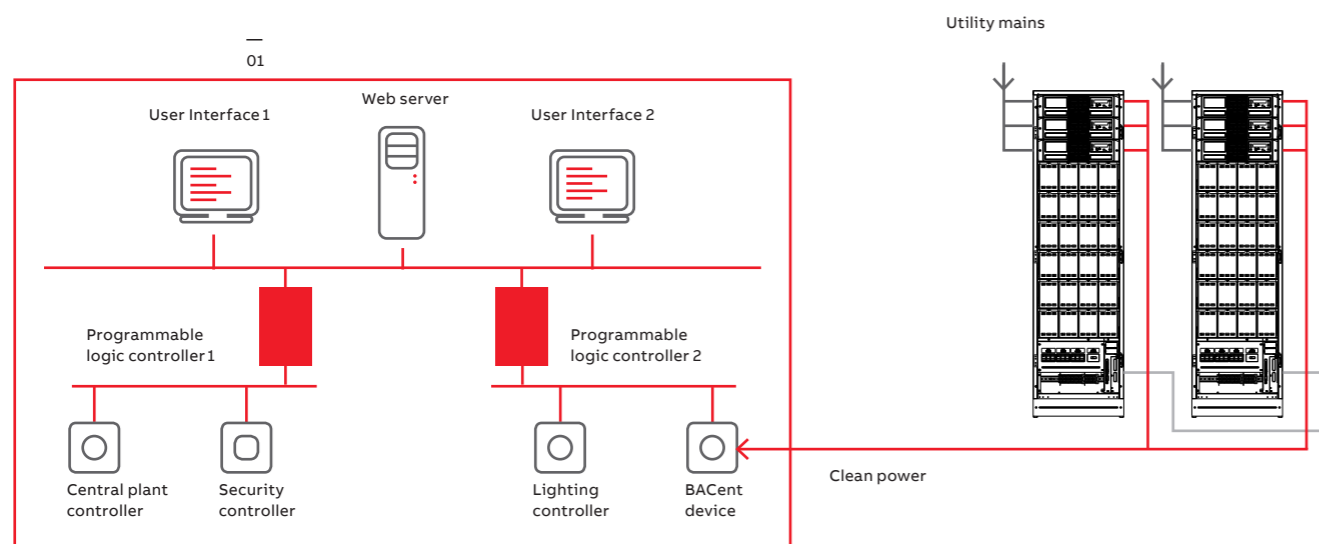 Utility mains
—
01
Web server
User Interface 1
User Interface 2
Programmable
logic controller 1
Programmable
logic controller 2
Central plant
controller
Security
controller
Lighting
controller
BACent
device
Clean power